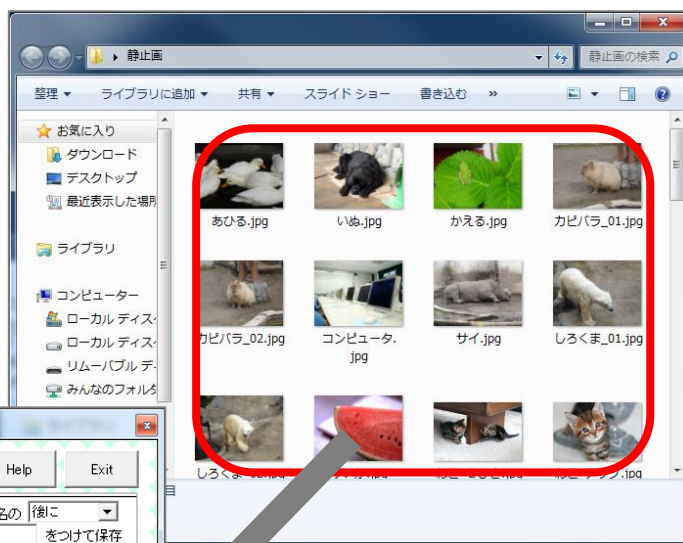 静止画
静止画の検索
整理 ライブラリに追加 共有 スライド ショー 書き込む »
お気に入り
ダウンロード
デスクトップ
最近表示した場所
ライブラリ
コンピューター
ローカル ディス
ローカル ディス
リムーバブル デ
みんなのフォルダ
あひる.jpg いぬ.jpg かえる.jpg カピバラ_01.jpg
カピバラ_02.jpg コンピュータ.jpg サイ.jpg しろくま_01.jpg
Help Exit
名の 後に
をつけて保存